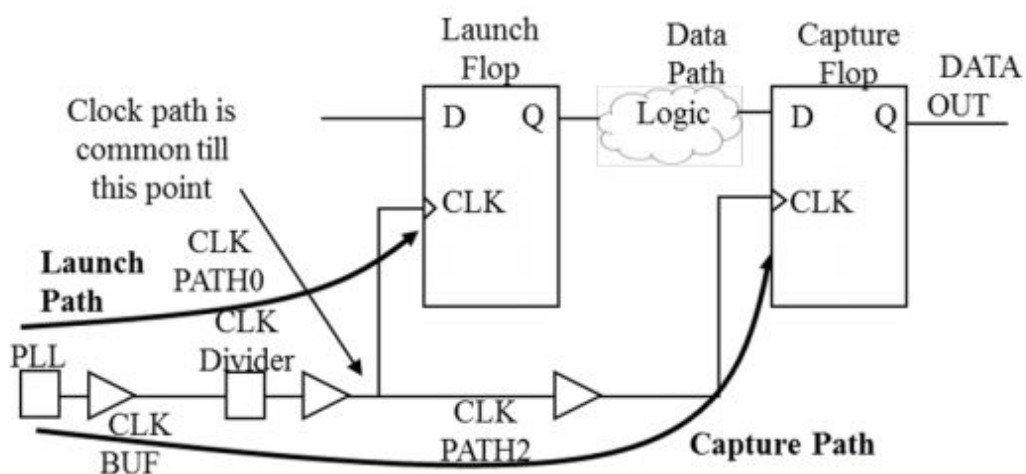 Launch
Flop
Data
Path
Capture
Flop
DATA
OUT
Clock path is
common till
this point
D Q
Logic
D Q
CLK
CLK
CLK
PATH0
Launch
Path
CLK
Divider
PLL
CLK
BUF
CLK
PATH2
Capture Path